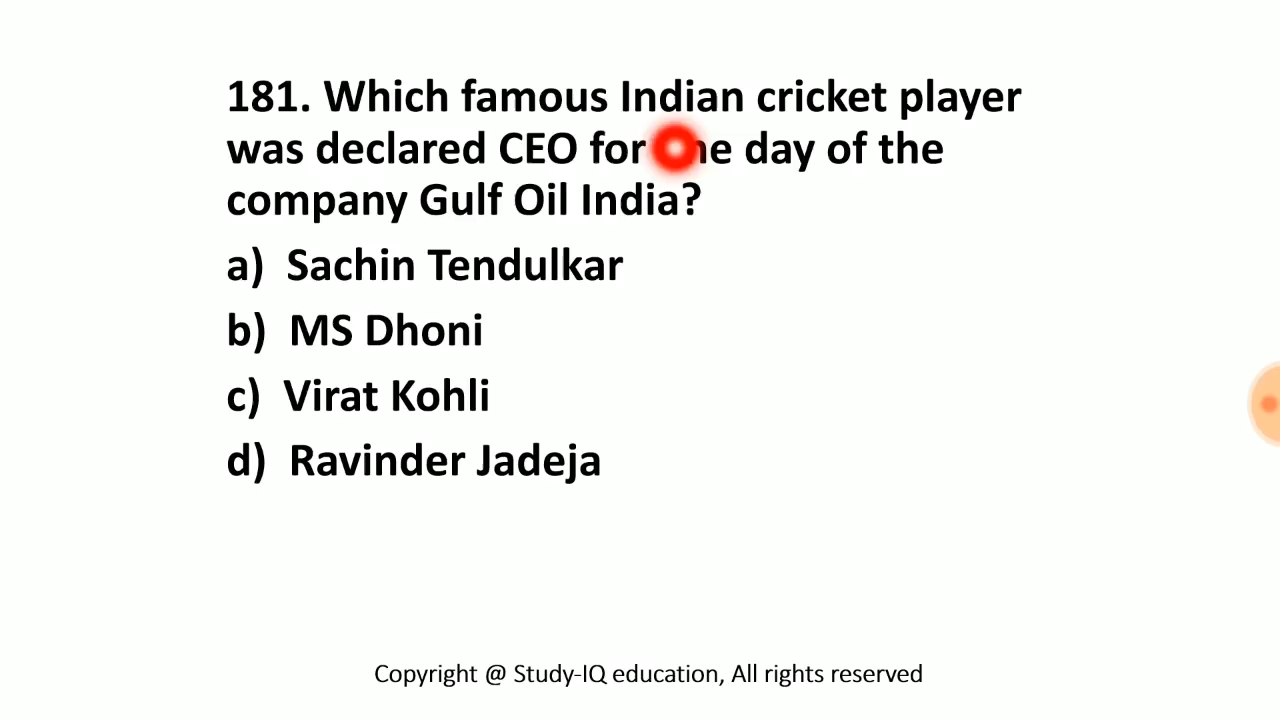 181. Which famous Indian cricket player
was declared CEO for day of the
company Gulf Oil India?
a) Sachin Tendulkar
b) MS Dhoni
c) Virat Kohli
d) Ravinder Jadeja
Copyright @ Study-IQ education, All rights reserved